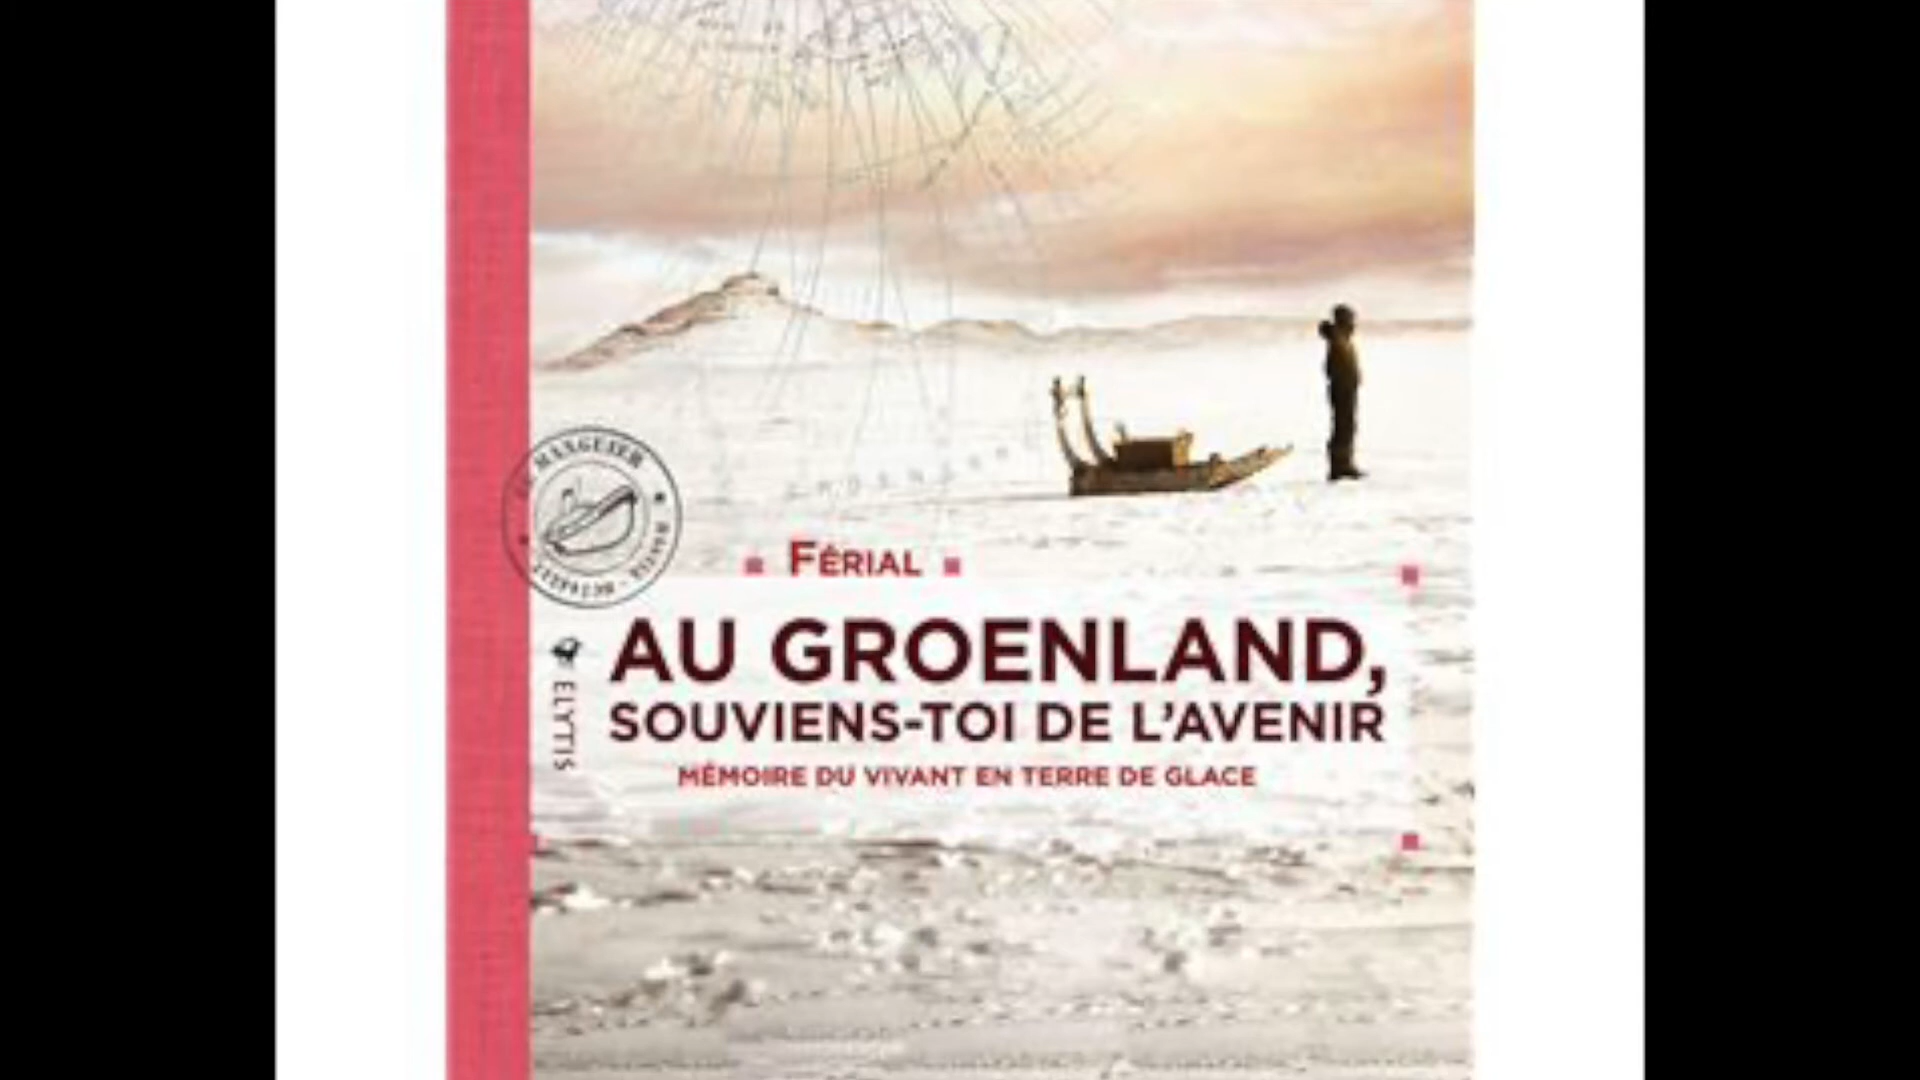 FÉRIAL
AU GROENLAND,
SOUVIENS-TOI DE L'AVENIR
MÉMOIRE DU VIVANT EN TERRE DE GLACE
ELYTIS